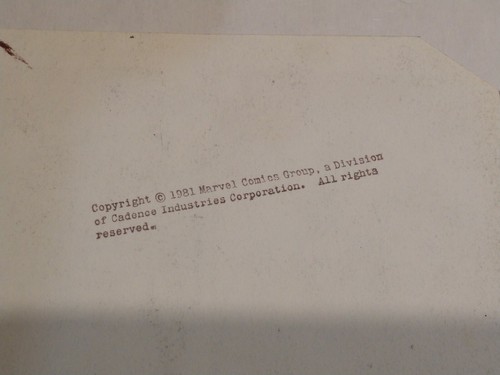 Copyright © 1981 Marvel Comics Group, a Division
of Cadence Industries Corporation. All rights
reserved.